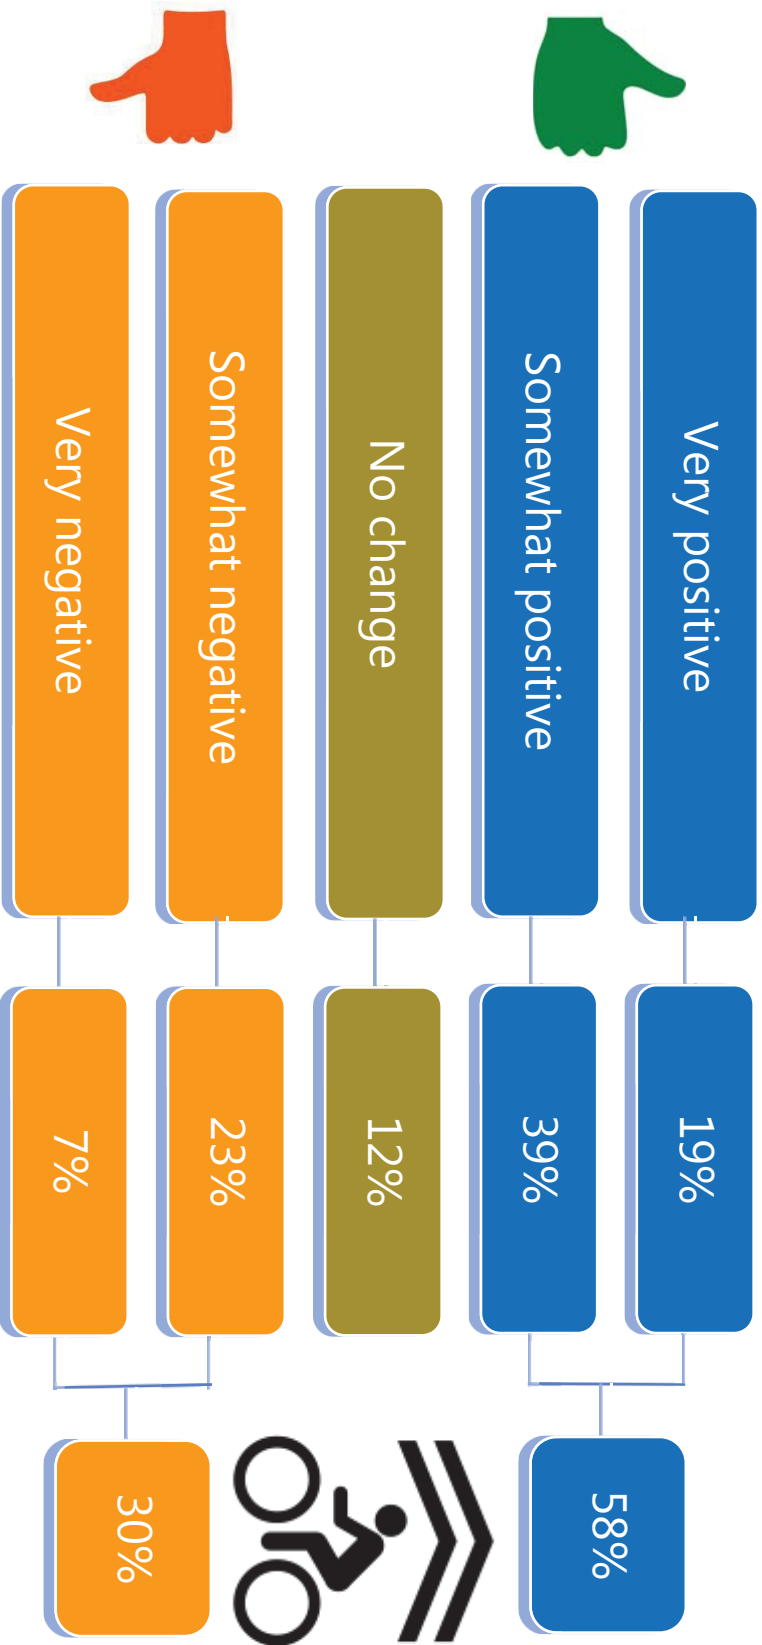 Very positive
19%
Somewhat positive
39%
58%
No change
12%
Somewhat negative
23%
Very negative
7%
30%